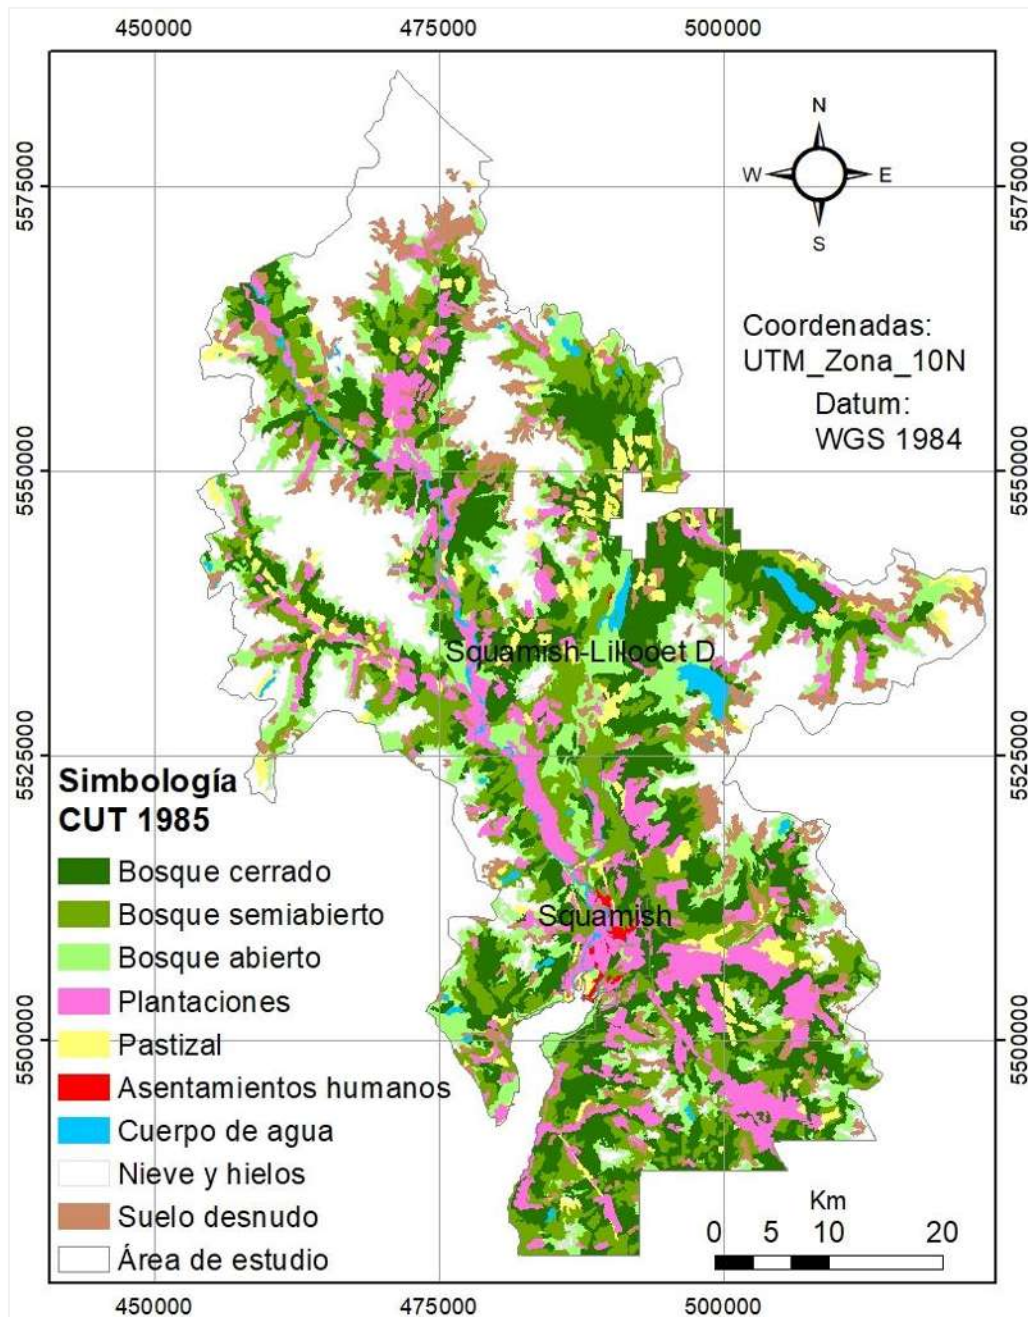 450000 475000 500000
N
W E
S
5575000 5575000
Coordenadas:
UTM_Zona_10N
Datum:
WGS 1984
5550000 5550000
Squamish-Lillooet D
5525000 5525000
Simbología
CUT 1985
Bosque cerrado
Bosque semiabierto
Squamish
Bosque abierto
Plantaciones
Pastizal
5500000 5500000
Asentamientos humanos
Cuerpo de agua
Nieve y hielos
Suelo desnudo
Área de estudio
Km
0 5 10 20
450000 475000 500000